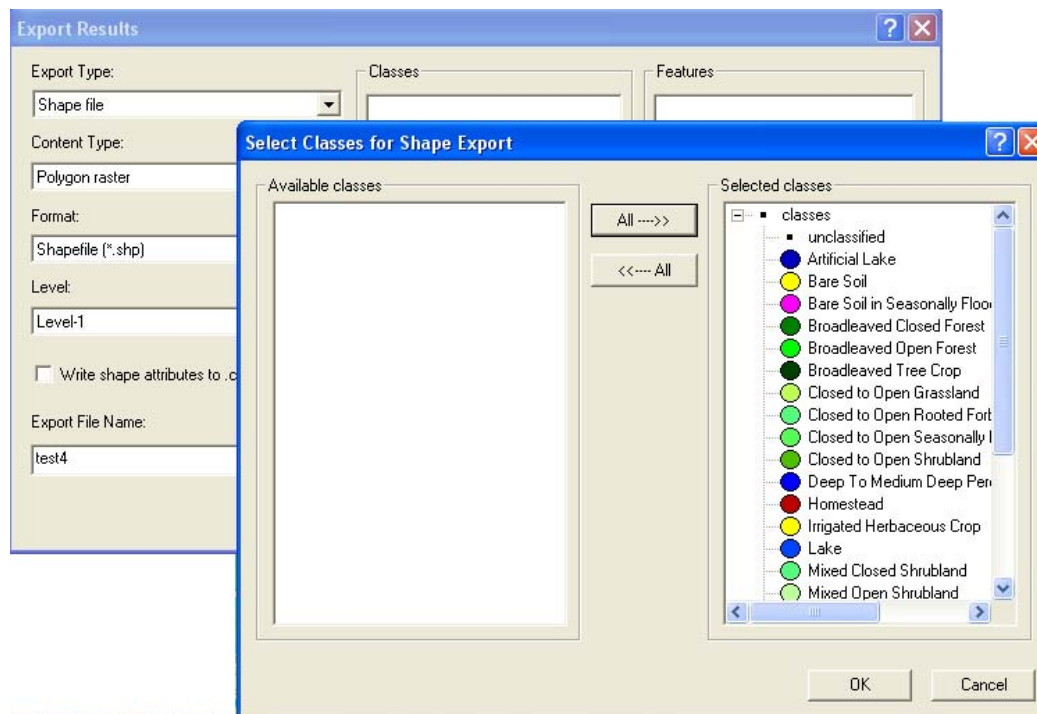 Export Results
Export Type:
Shape file
Classes
Features
Content Type:
Polygon raster
Format:
Shapefile (*.shp)
Level:
Level-1
Write shape attributes to .c
Export File Name:
test4
Select Classes for Shape Export
Available classes
All ---->>
<<---- All
Selected classes
classes
unclassified
Artificial Lake
Bare Soil
Bare Soil in Seasonally Floo
Broadleaved Closed Forest
Broadleaved Open Forest
Broadleaved Tree Crop
Closed to Open Grassland
Closed to Open Rooted Fort
Closed to Open Seasonally
Closed to Open Shrubland
Deep To Medium Deep Per
Homestead
Irrigated Herbaceous Crop
Lake
Mixed Closed Shrubland
Mixed Open Shrubland
OK
Cancel